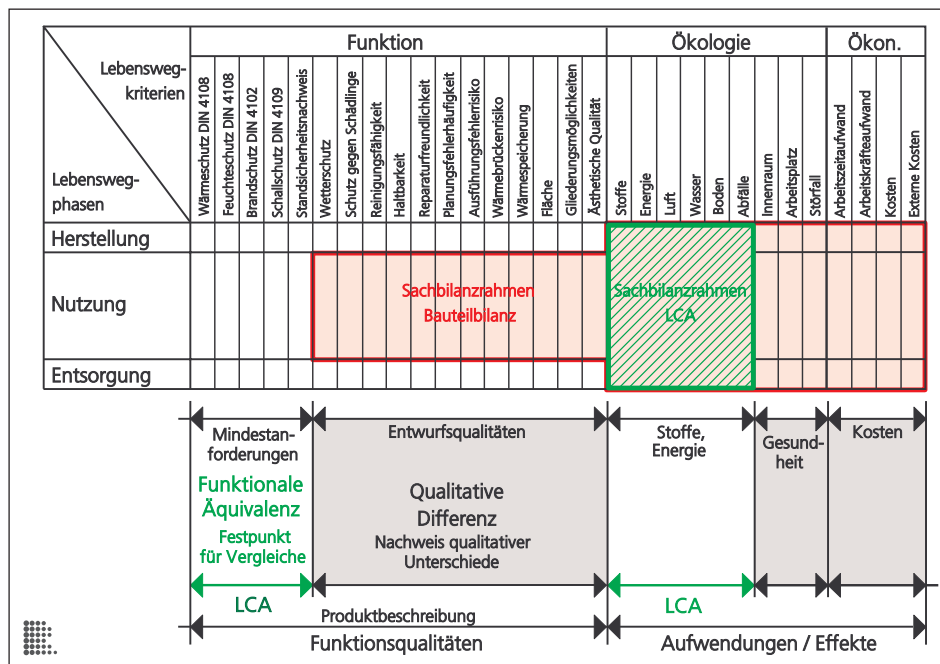 Funktion
Ökologie
Ökon.
Lebensweg-
kriterien
Lebensweg-
phasen
Wärmeschutz DIN 4108
Feuchteschutz DIN 4108
Brandschutz DIN 4102
Schallschutz DIN 4109
Standsicherheitsnachweis
Wetterschutz
Schutz gegen Schädlinge
Reinigungsfähigkeit
Haltbarkeit
Reparaturfreundlichkeit
Planungsfehlerhäufigkeit
Ausführungsfehlerrisiko
Wärmebrückenrisiko
Wärmespeicherung
Fläche
Gliederungsmöglichkeiten
Ästhetische Qualität
Stoffe
Energie
Luft
Wasser
Boden
Abfälle
Innenraum
Arbeitsplatz
Störfall
Arbeitszeitaufwand
Arbeitskräfteaufwand
Kosten
Externe Kosten
Herstellung
Nutzung
Sachbilanzrahmen
Bauteilbilanz
Sachbilanzrahmen
LCA
Entsorgung
Mindestan-
forderungen
Funktionale
Äquivalenz
Festpunkt
für Vergleiche
LCA
Entwurfsqualitäten
Qualitative
Differenz
Nachweis qualitativer
Unterschiede
Stoffe,
Energie
LCA
Gesund-
heit
Kosten
Produktbeschreibung
Funktionsqualitäten
Aufwendungen / Effekte